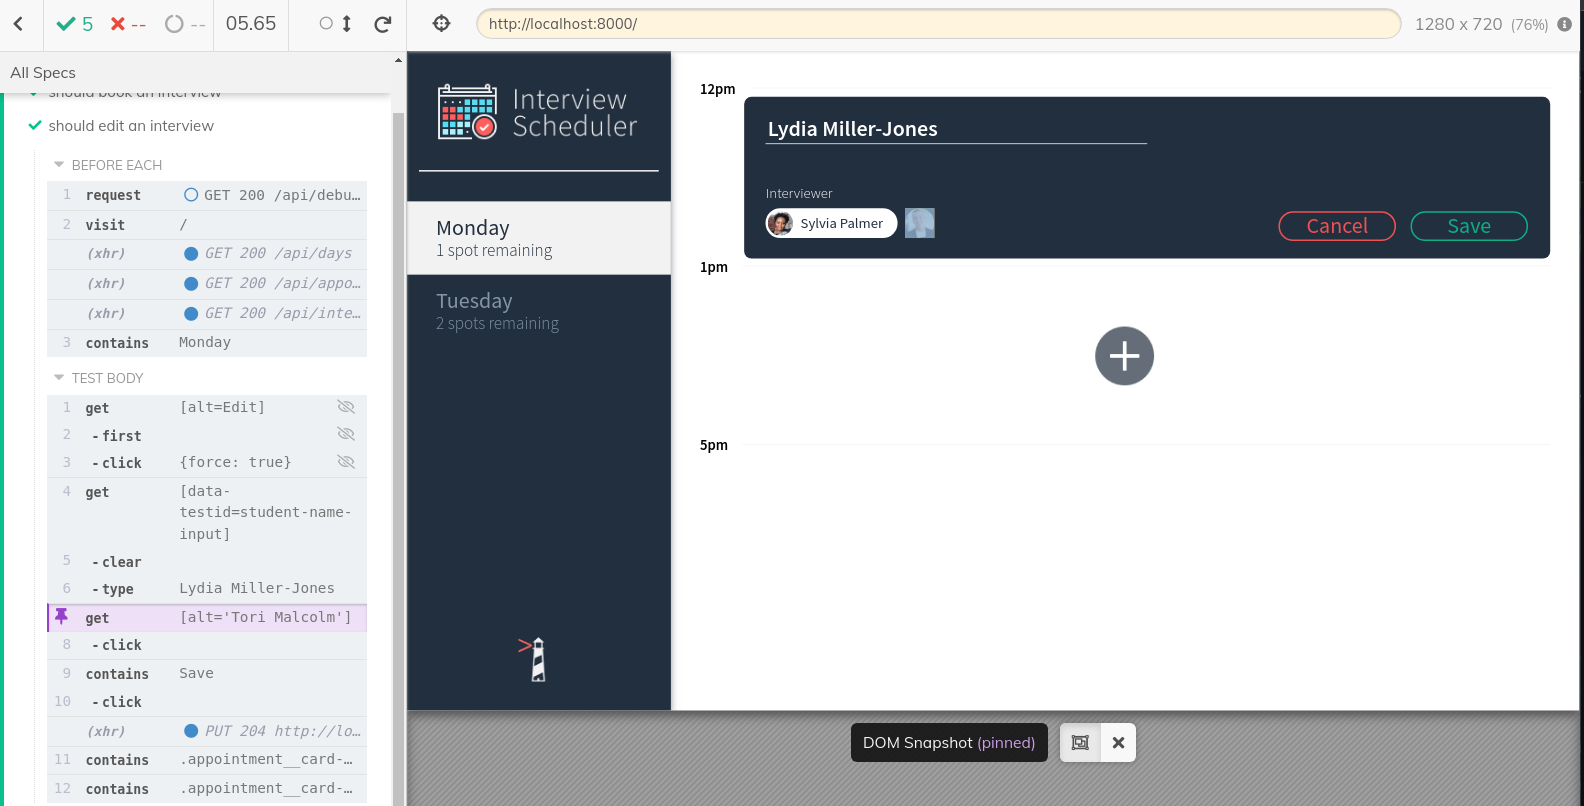 5 -- -- 05.65
http://localhost:8000/
1280 x 720 (76%)
All Specs
should book an interview
should edit an interview
BEFORE EACH
1 request GET 200 /api/debu…
2 visit /
(xhr) GET 200 /api/days
(xhr) GET 200 /api/appo…
(xhr) GET 200 /api/inte…
3 contains Monday
TEST BODY
1 get [alt=Edit]
2 -first
3 -click {force: true}
4 get [data-
testid=student-name-
input]
5 -clear
6 -type Lydia Miller-Jones
get [alt='Tori Malcolm']
8 -click
9 contains Save
10 -click
(xhr) PUT 204 http://lo…
11 contains .appointment__card-…
12 contains .appointment__card-…
Interview
Scheduler
Monday
1 spot remaining
Tuesday
2 spots remaining
12pm
Lydia Miller-Jones
Interviewer
Sylvia Palmer
Cancel Save
1pm
5pm
DOM Snapshot (pinned)